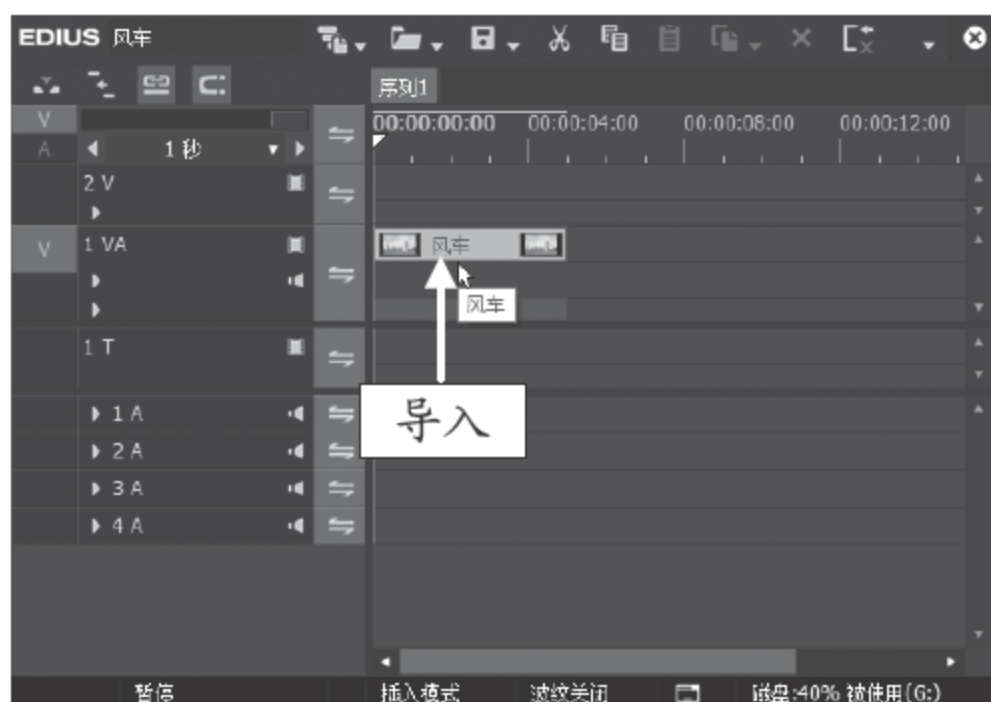 EDIUS 风车
序列1
V
A
1 秒
00:00:00:00 00:00:04:00 00:00:08:00 00:00:12:00
2 V
V
1 VA
风车
风车
1 T
导入
1 A
2 A
3 A
4 A
暂停 插入模式 波纹关闭 磁盘:40% 被使用(G:)